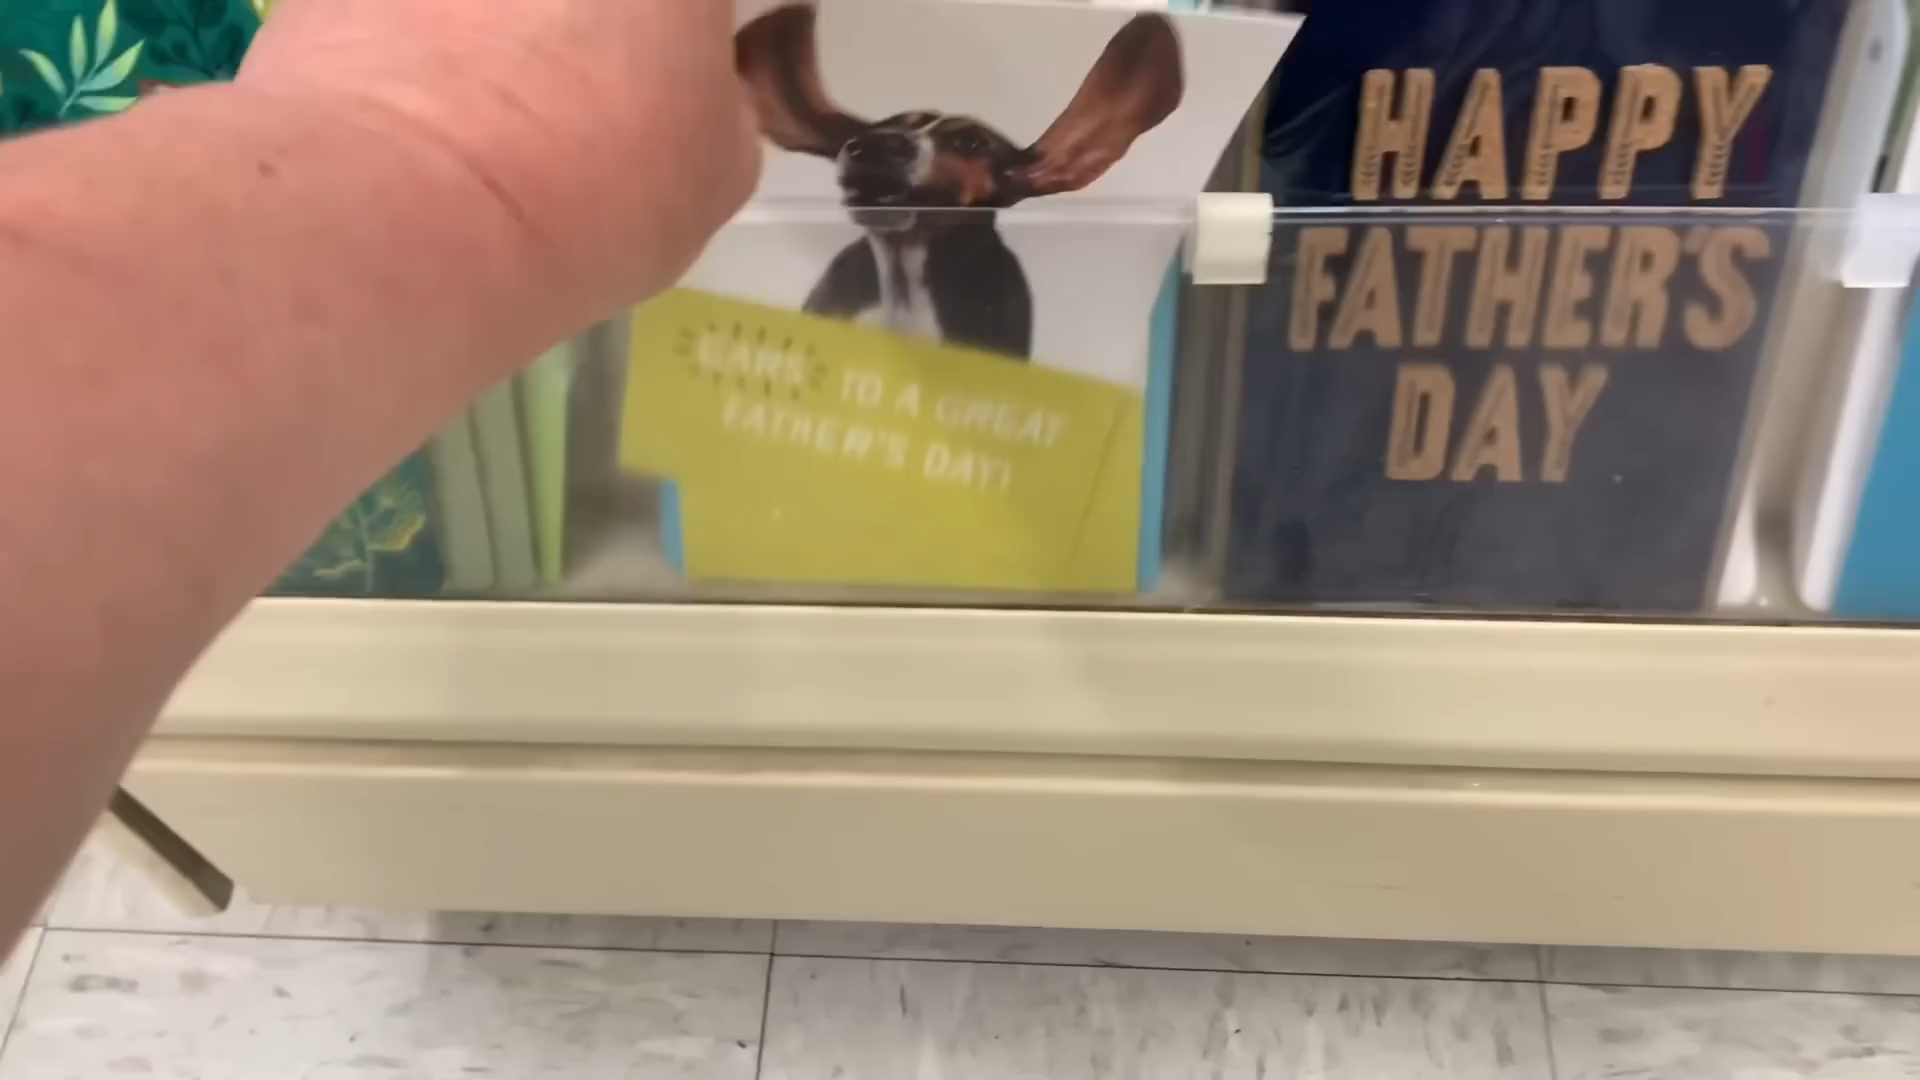 EARS TO A GREAT
FATHER'S DAY!
HAPPY
FATHER'S
DAY